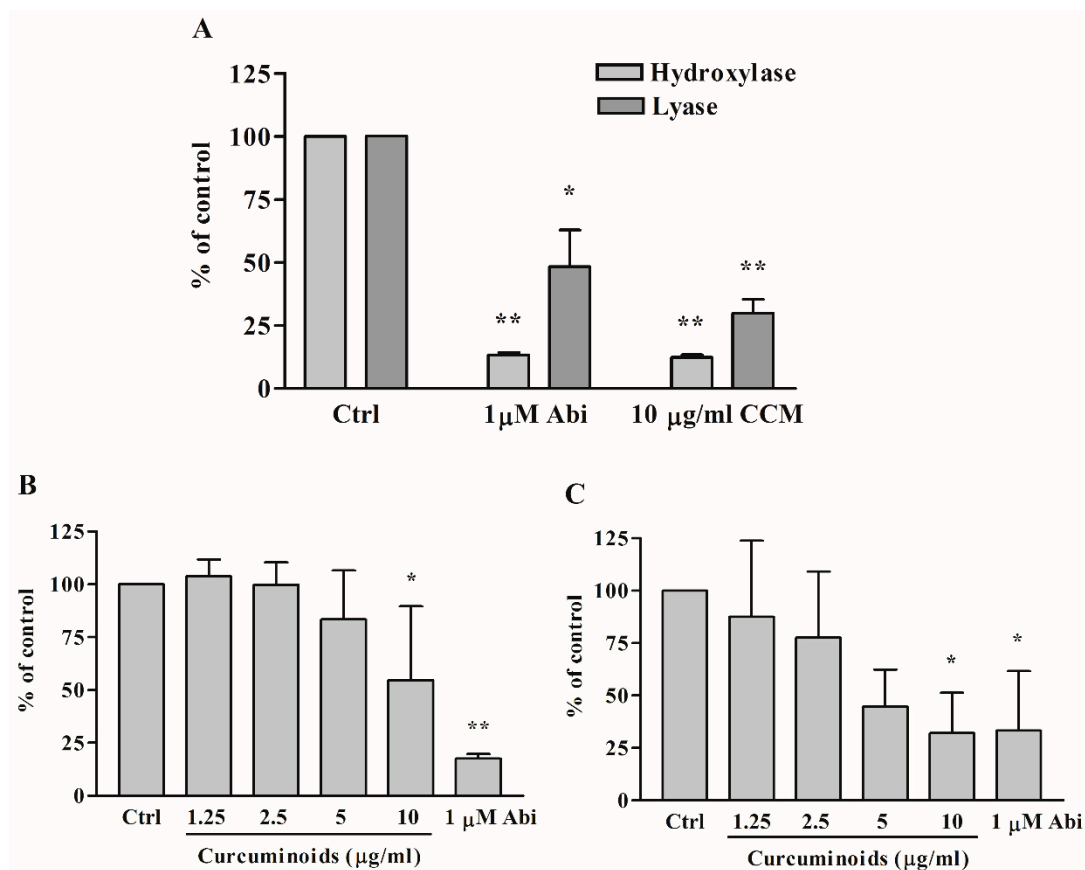 A
% of control
125
100
75
50
25
0
Hydroxylase
Lyase
*
**
**
**
Ctrl
1μM Abi
10 μg/ml CCM
B
% of control
125
100
75
50
25
0
*
**
Ctrl
1.25
2.5
5
10
1 μM Abi
Curcuminoids (μg/ml)
C
% of control
125
100
75
50
25
0
*
*
Ctrl
1.25
2.5
5
10
1 μM Abi
Curcuminoids (μg/ml)